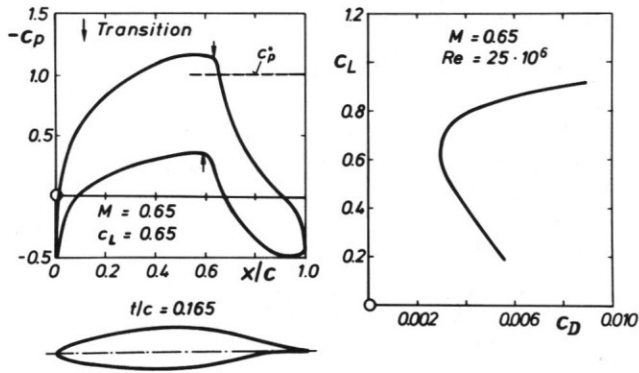 1.5
-Cp
↓ Transition
1.0
Cp*
0.5
0
M = 0.65
cL = 0.65
-0.5
0
0.2
0.4
0.6
x/c
1.0
t/c = 0.165
1.2
CL
M = 0.65
Re = 25·10⁶
0.8
0.6
0.4
0.2
0
0.002
0.006
CD
0.010